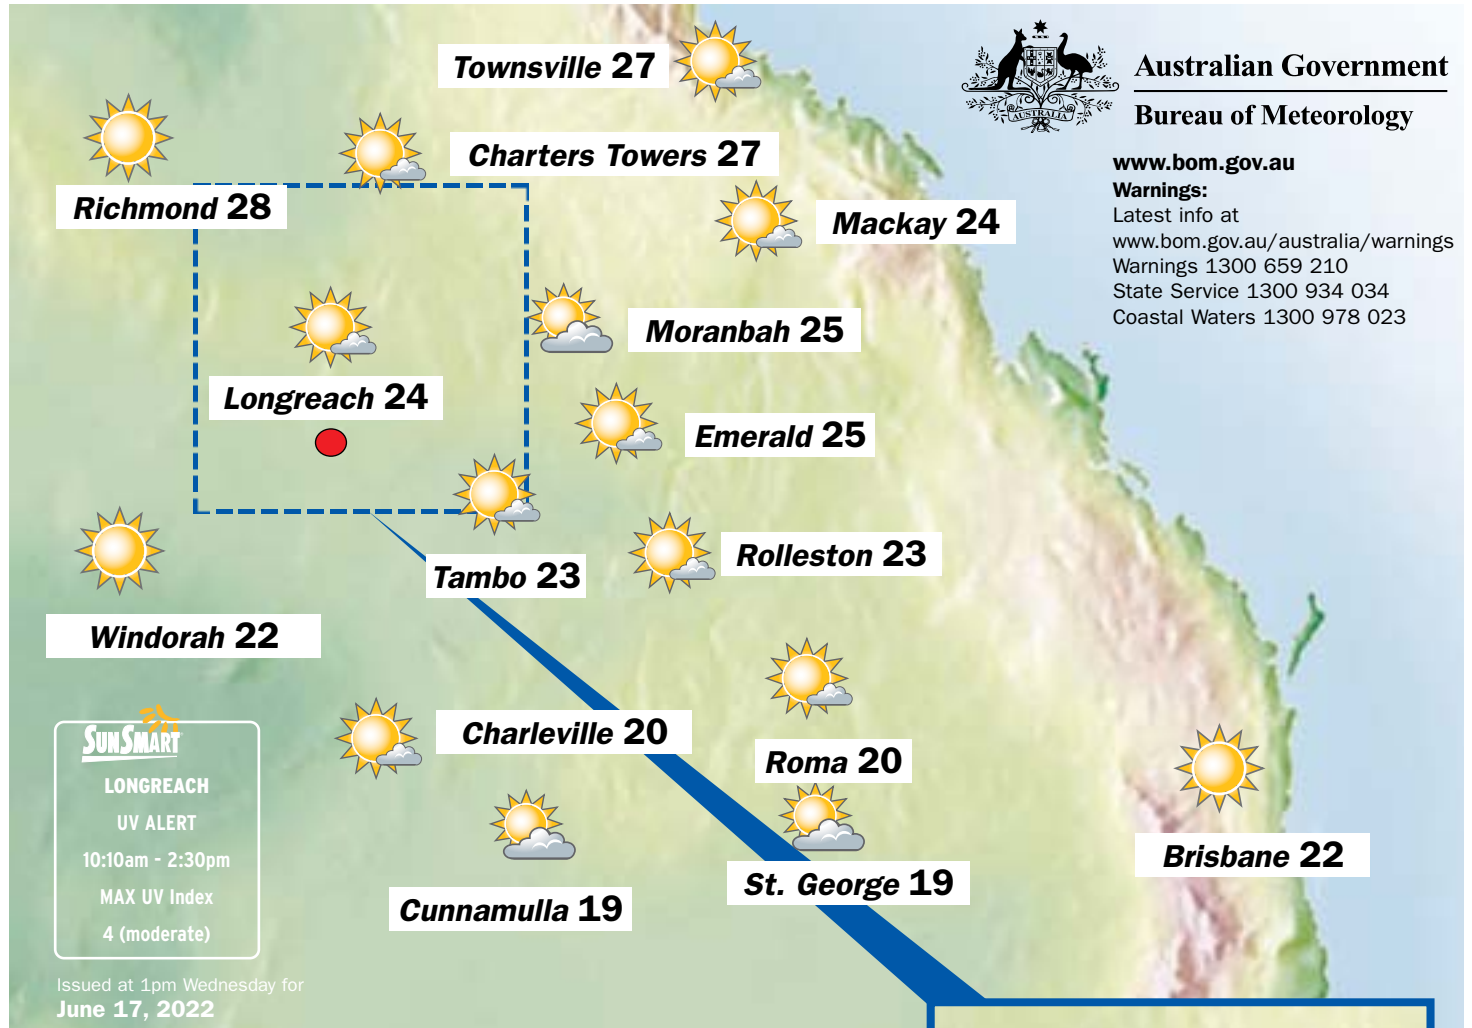 Townsville 27
Australian Government
Bureau of Meteorology
AUSTRALIA
www.bom.gov.au
Warnings:
Latest info at
www.bom.gov.au/australia/warnings
Warnings 1300 659 210
State Service 1300 934 034
Coastal Waters 1300 978 023
Charters Towers 27
Richmond 28
Mackay 24
Moranbah 25
Longreach 24
Emerald 25
Rolleston 23
Tambo 23
Windorah 22
Charleville 20
Roma 20
Brisbane 22
St. George 19
Cunnamulla 19
SunSmart
LONGREACH
UV ALERT
10:10am - 2:30pm
MAX UV Index
4 (moderate)
Issued at 1pm Wednesday for
June 17, 2022